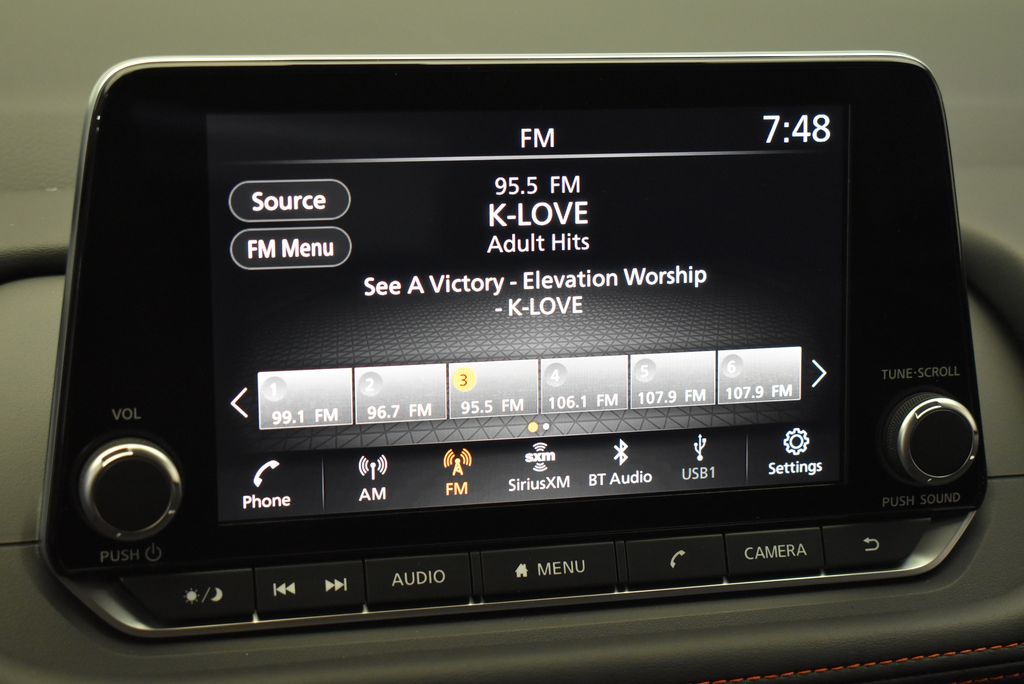 FM
7:48
Source
FM Menu
95.5 FM
K-LOVE
Adult Hits
See A Victory - Elevation Worship
- K-LOVE
1
99.1 FM
2
96.7 FM
3
95.5 FM
4
106.1 FM
5
107.9 FM
6
107.9 FM
Phone
AM
FM
sxm
SiriusXM
BT Audio
USB1
Settings
VOL
PUSH
TUNE·SCROLL
PUSH SOUND
AUDIO
MENU
CAMERA